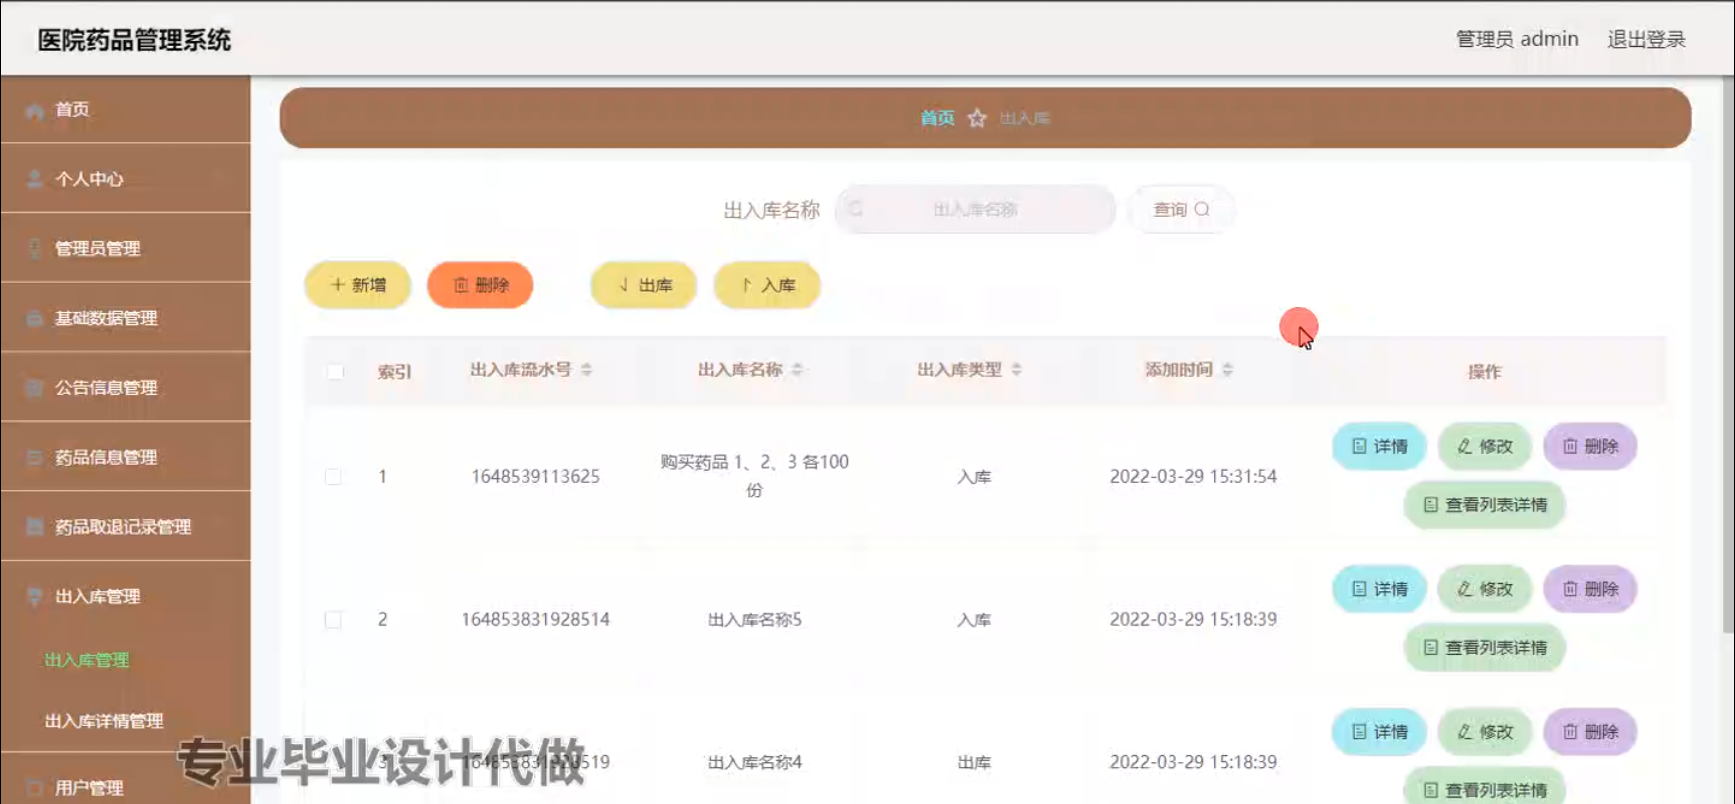 医院药品管理系统
管理员 admin 退出登录
首页
个人中心
管理员管理
基础数据管理
公告信息管理
药品信息管理
药品取退记录管理
出入库管理
出入库管理
出入库详情管理
用户管理
首页 出入库
出入库名称 出入库名称 查询
新增 删除 出库 入库
索引 出入库流水号 出入库名称 出入库类型 添加时间 操作
1 1648539113625 购买药品 1、2、3 各100份 入库 2022-03-29 15:31:54 详情 修改 删除
查看列表详情
2 164853831928514 出入库名称5 入库 2022-03-29 15:18:39 详情 修改 删除
查看列表详情
3 164853831928519 出入库名称4 出库 2022-03-29 15:18:39 详情 修改 删除
查看列表详情
专业毕业设计代做